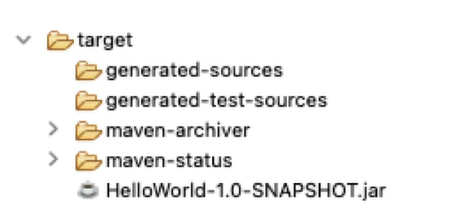 target
generated-sources
generated-test-sources
maven-archiver
maven-status
HelloWorld-1.0-SNAPSHOT.jar